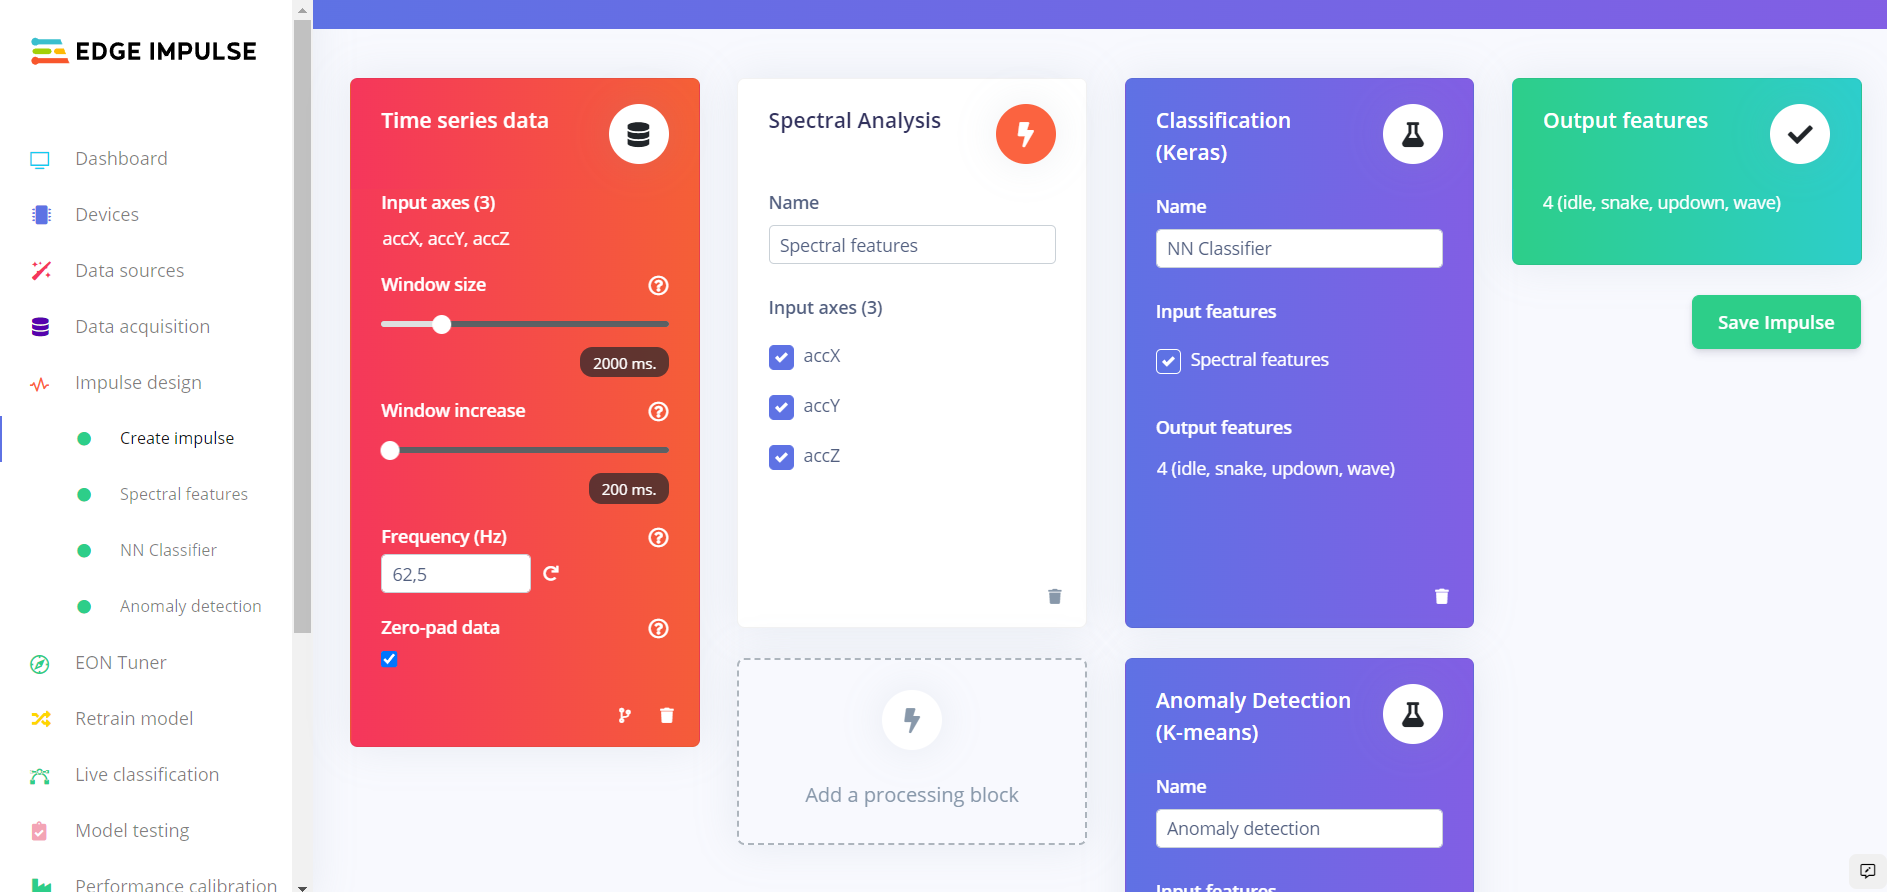 EDGE IMPULSE
Dashboard
Devices
Data sources
Data acquisition
Impulse design
Create impulse
Spectral features
NN Classifier
Anomaly detection
EON Tuner
Retrain model
Live classification
Model testing
Performance calibration
Time series data
Input axes (3)
accX, accY, accZ
Window size
2000 ms.
Window increase
200 ms.
Frequency (Hz)
62,5
Zero-pad data
Spectral Analysis
Name
Spectral features
Input axes (3)
accX
accY
accZ
Add a processing block
Classification
(Keras)
Name
NN Classifier
Input features
Spectral features
Output features
4 (idle, snake, updown, wave)
Anomaly Detection
(K-means)
Name
Anomaly detection
Input features
Output features
4 (idle, snake, updown, wave)
Save Impulse